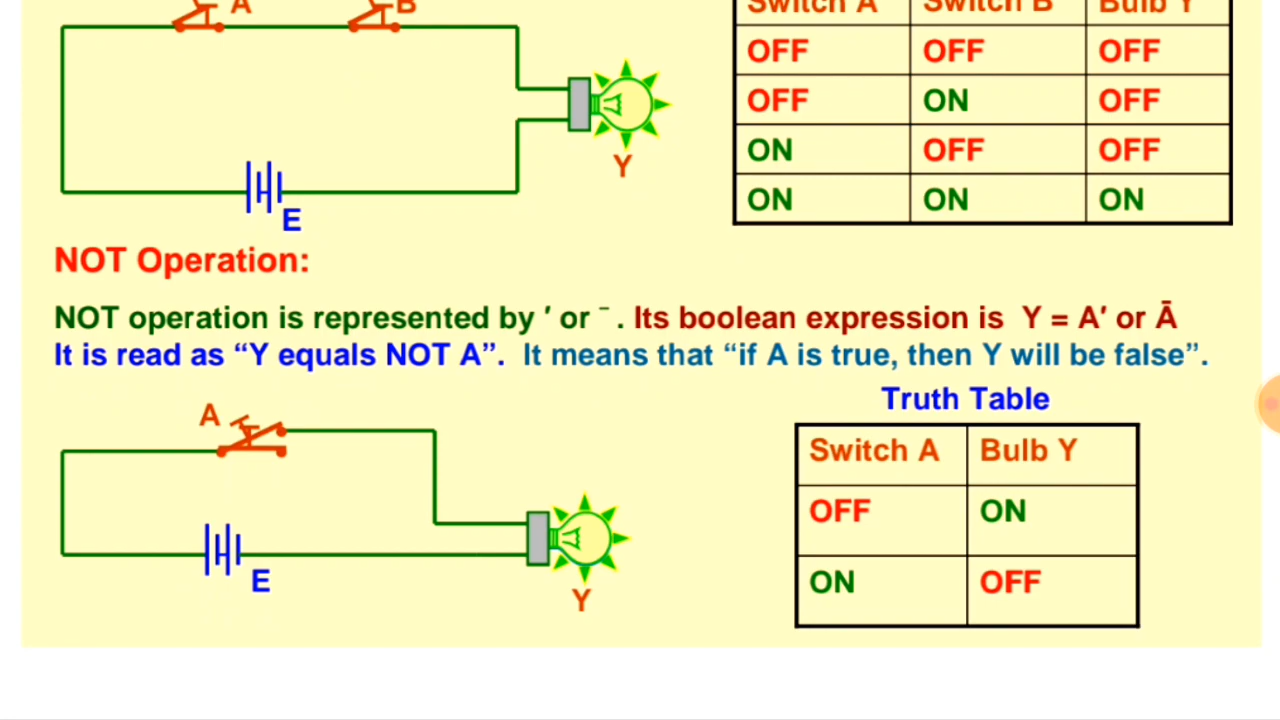 A B
Switch A Switch B Bulb Y
OFF OFF OFF
OFF ON OFF
ON OFF OFF
ON ON ON
Y
E
NOT Operation:
NOT operation is represented by ′ or ¯ . Its boolean expression is Y = A′ or Ā
It is read as “Y equals NOT A”. It means that “if A is true, then Y will be false”.
Truth Table
A
Switch A Bulb Y
OFF ON
ON OFF
E
Y